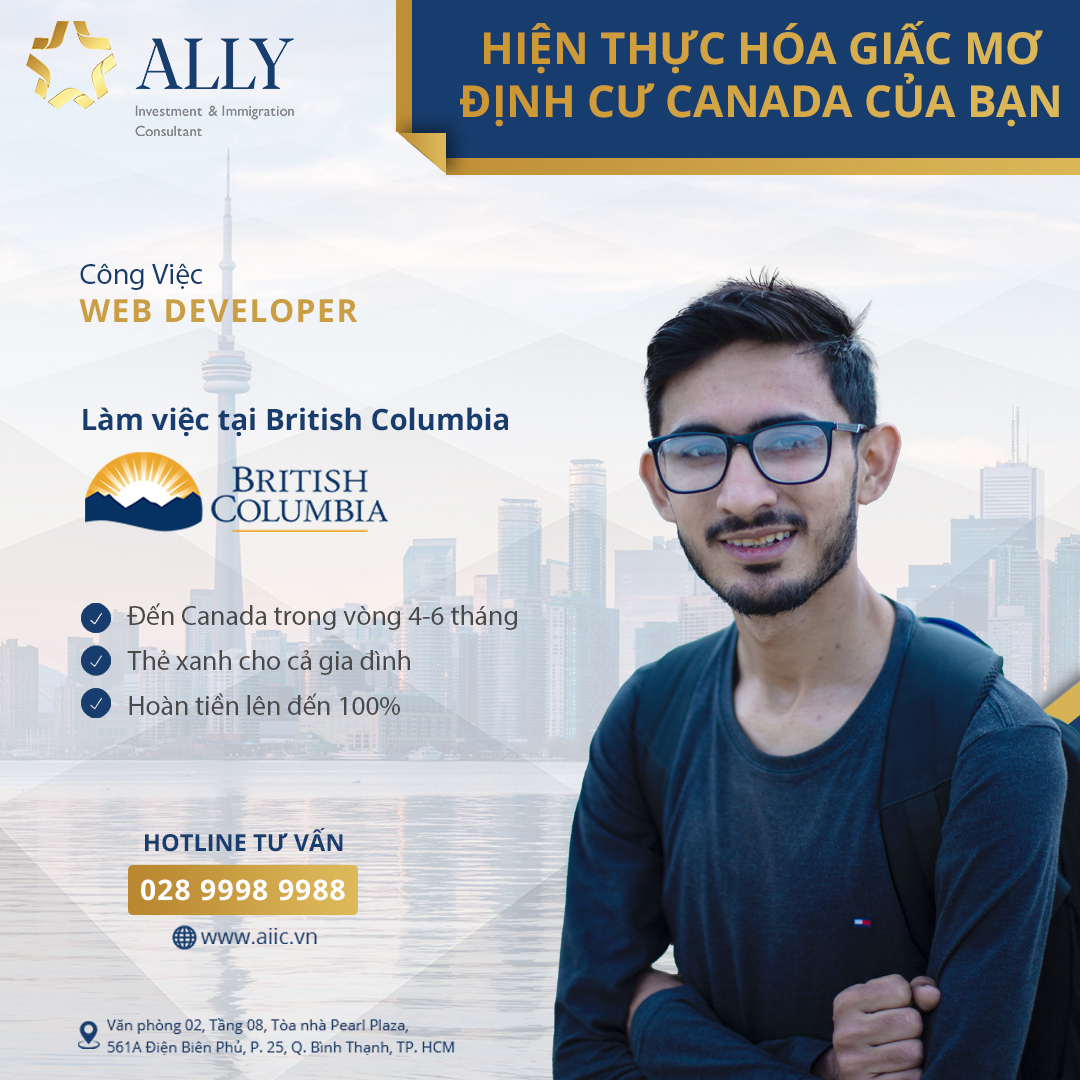 ALLY
Investment & Immigration
Consultant
HIỆN THỰC HÓA GIẤC MƠ
ĐỊNH CƯ CANADA CỦA BẠN
Công Việc
WEB DEVELOPER
Làm việc tại British Columbia
BRITISH
COLUMBIA
Đến Canada trong vòng 4-6 tháng
Thẻ xanh cho cả gia đình
Hoàn tiền lên đến 100%
HOTLINE TƯ VẤN
028 9998 9988
www.aiic.vn
Văn phòng 02, Tầng 08, Tòa nhà Pearl Plaza,
561A Điện Biên Phủ, P. 25, Q. Bình Thạnh, TP. HCM